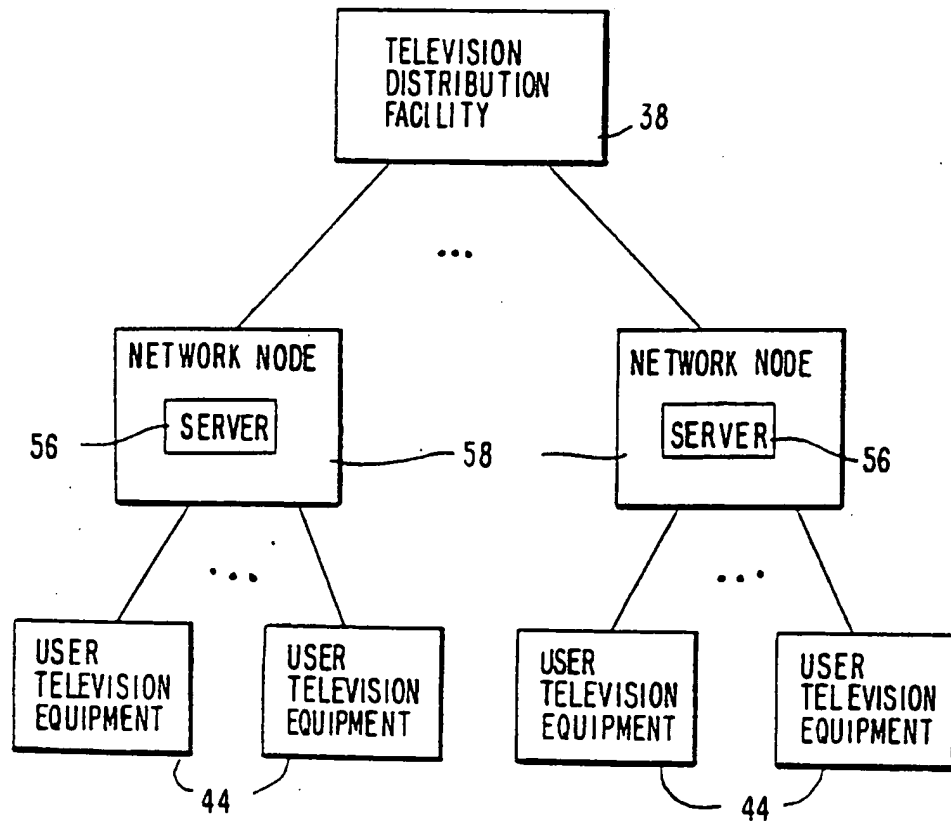 TELEVISION
DISTRIBUTION
FACILITY
38
...
NETWORK NODE
SERVER
56
58
NETWORK NODE
SERVER
56
...
...
USER
TELEVISION
EQUIPMENT
USER
TELEVISION
EQUIPMENT
USER
TELEVISION
EQUIPMENT
USER
TELEVISION
EQUIPMENT
44
44